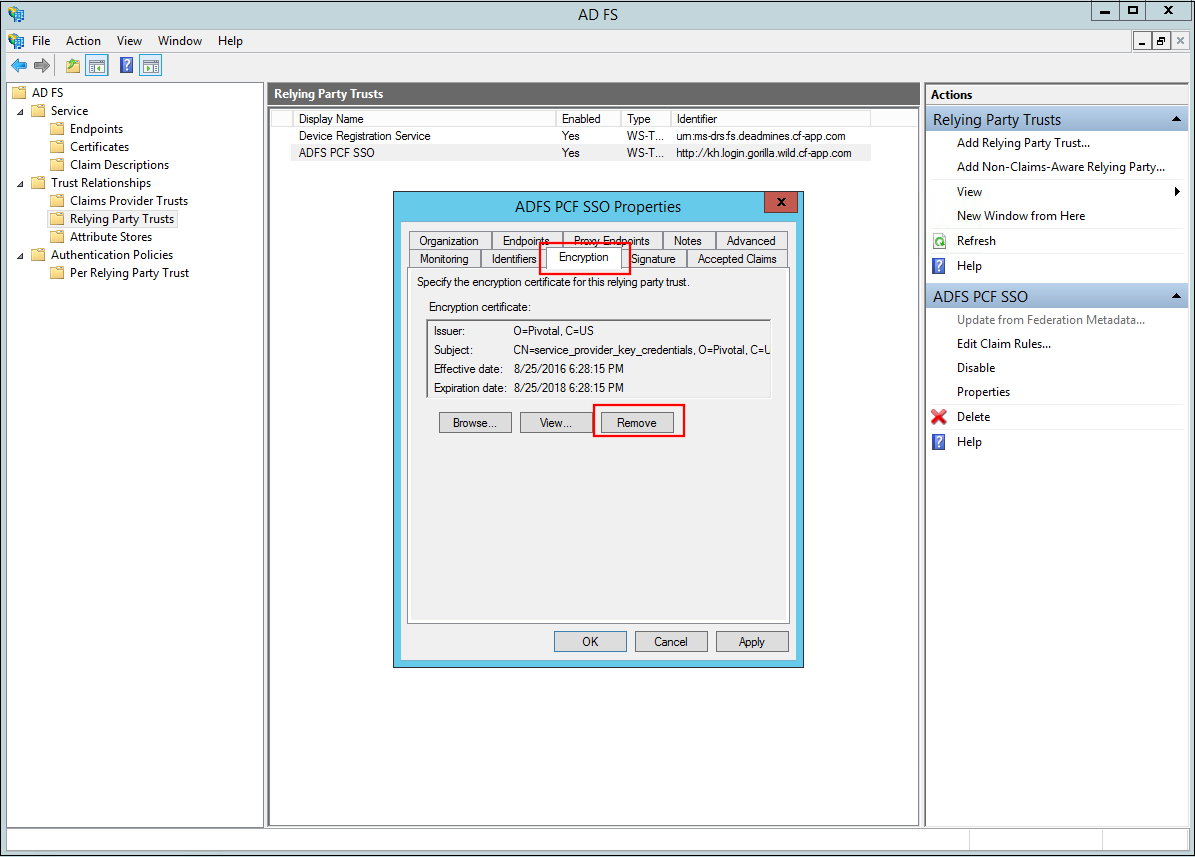 AD FS
File Action View Window Help
AD FS
Service
Endpoints
Certificates
Claim Descriptions
Trust Relationships
Claims Provider Trusts
Relying Party Trusts
Attribute Stores
Authentication Policies
Per Relying Party Trust
Relying Party Trusts
Display Name Enabled Type Identifier
Device Registration Service Yes WS-T... urn:ms-drs:fs.deadmines.cf-app.com
ADFS PCF SSO Yes WS-T... http://kh.login.gorilla.wild.cf-app.com
ADFS PCF SSO Properties
Organization Endpoints Proxy Endpoints Notes Advanced
Monitoring Identifiers Encryption Signature Accepted Claims
Specify the encryption certificate for this relying party trust.
Encryption certificate:
Issuer: O=Pivotal, C=US
Subject: CN=service_provider_key_credentials, O=Pivotal, C=U
Effective date: 8/25/2016 6:28:15 PM
Expiration date: 8/25/2018 6:28:15 PM
Browse... View... Remove
OK Cancel Apply
Actions
Relying Party Trusts
Add Relying Party Trust...
Add Non-Claims-Aware Relying Party...
View
New Window from Here
Refresh
Help
ADFS PCF SSO
Update from Federation Metadata...
Edit Claim Rules...
Disable
Properties
Delete
Help